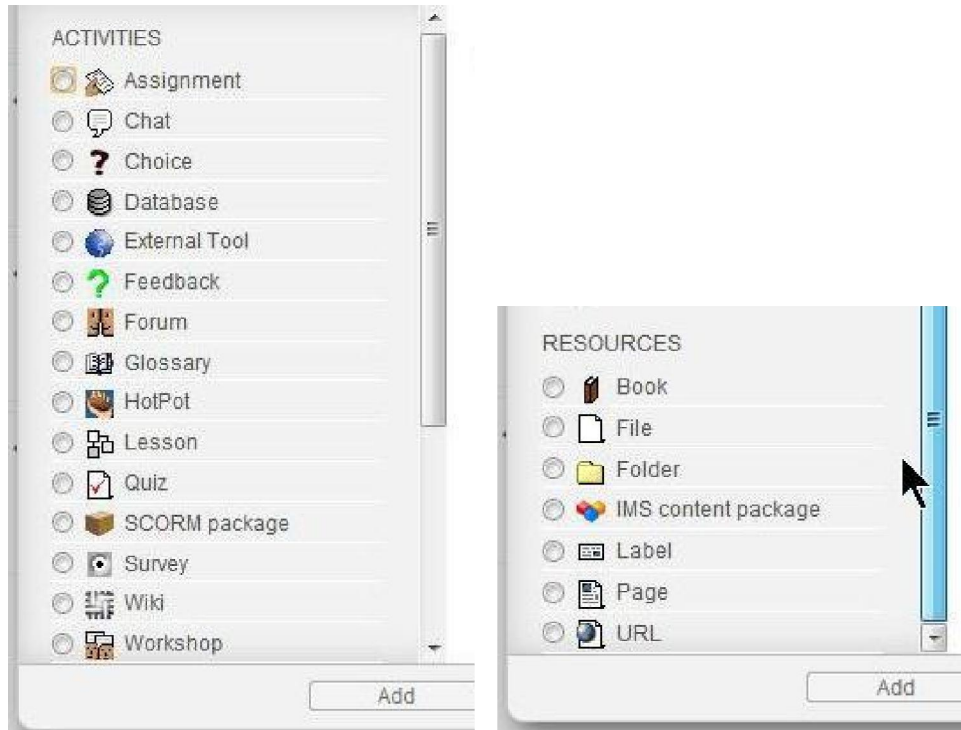 ACTIVITIES
Assignment
Chat
Choice
Database
External Tool
Feedback
Forum
Glossary
HotPot
Lesson
Quiz
SCORM package
Survey
Wiki
Workshop
Add
RESOURCES
Book
File
Folder
IMS content package
Label
Page
URL
Add